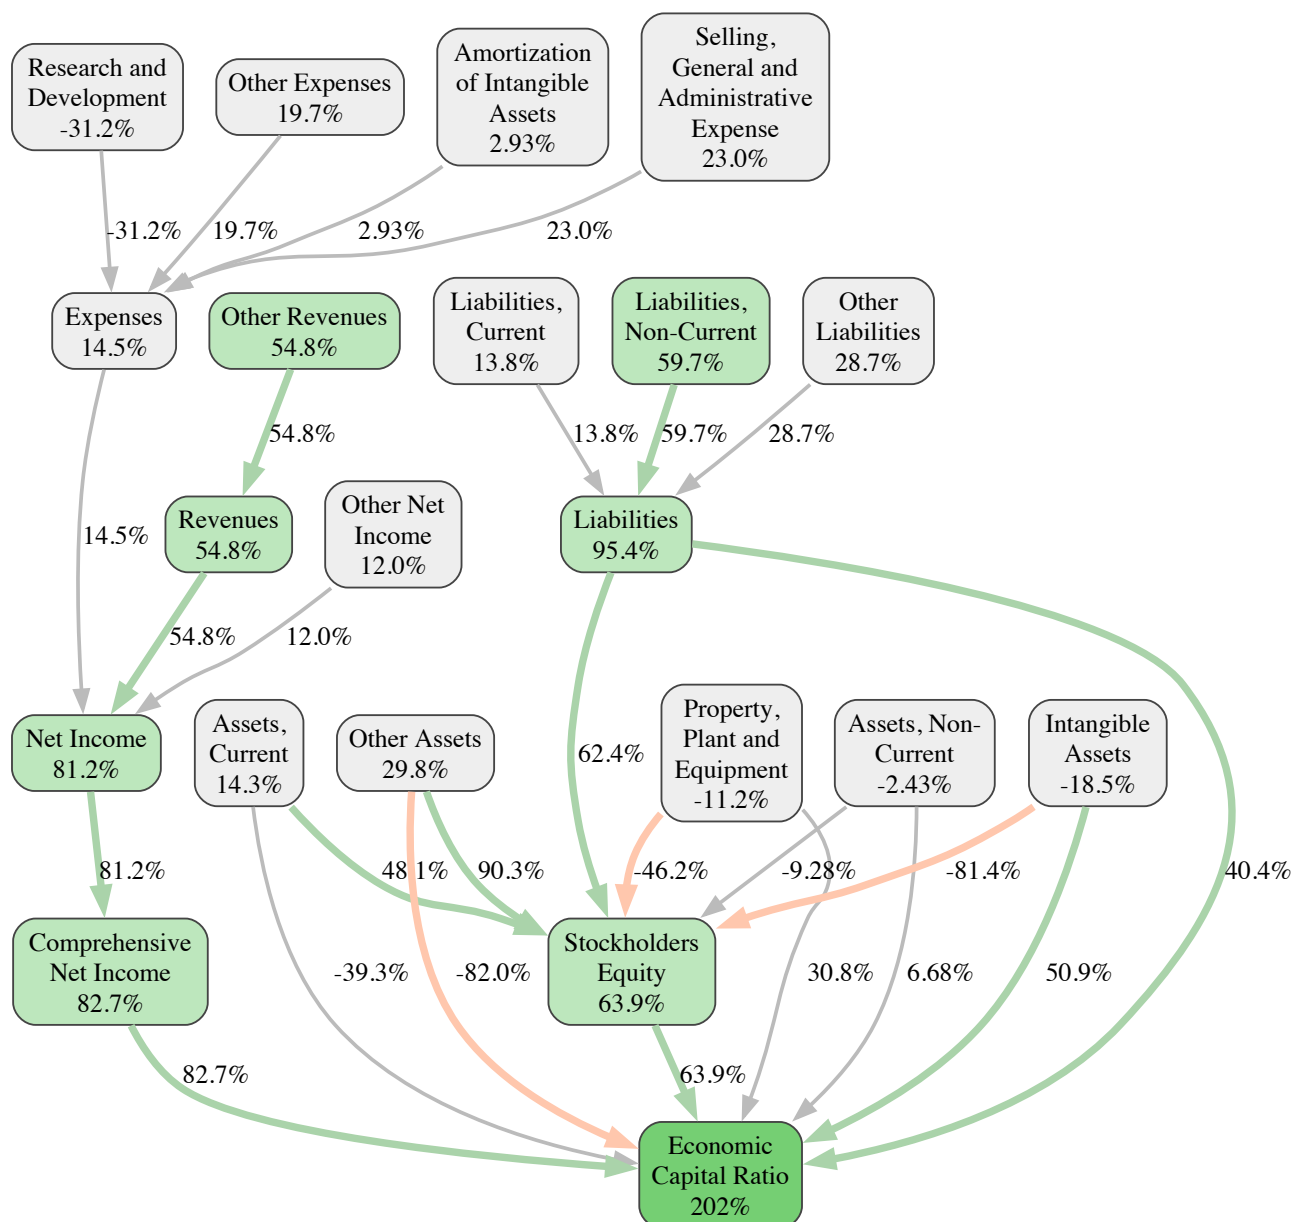 Research and
Development
-31.2%
Other Expenses
19.7%
Amortization
of Intangible
Assets
2.93%
Selling,
General and
Administrative
Expense
23.0%
-31.2%
19.7%
2.93%
23.0%
Expenses
14.5%
Other Revenues
54.8%
Liabilities,
Current
13.8%
Liabilities,
Non-Current
59.7%
Other
Liabilities
28.7%
54.8%
13.8%
59.7%
28.7%
14.5%
Revenues
54.8%
Other Net
Income
12.0%
Liabilities
95.4%
54.8%
12.0%
Net Income
81.2%
Assets,
Current
14.3%
Other Assets
29.8%
62.4%
Property,
Plant and
Equipment
-11.2%
Assets, Non-
Current
-2.43%
Intangible
Assets
-18.5%
81.2%
48.1%
90.3%
-46.2%
-9.28%
-81.4%
40.4%
Comprehensive
Net Income
82.7%
-39.3%
-82.0%
Stockholders
Equity
63.9%
30.8%
6.68%
50.9%
82.7%
63.9%
Economic
Capital Ratio
202%